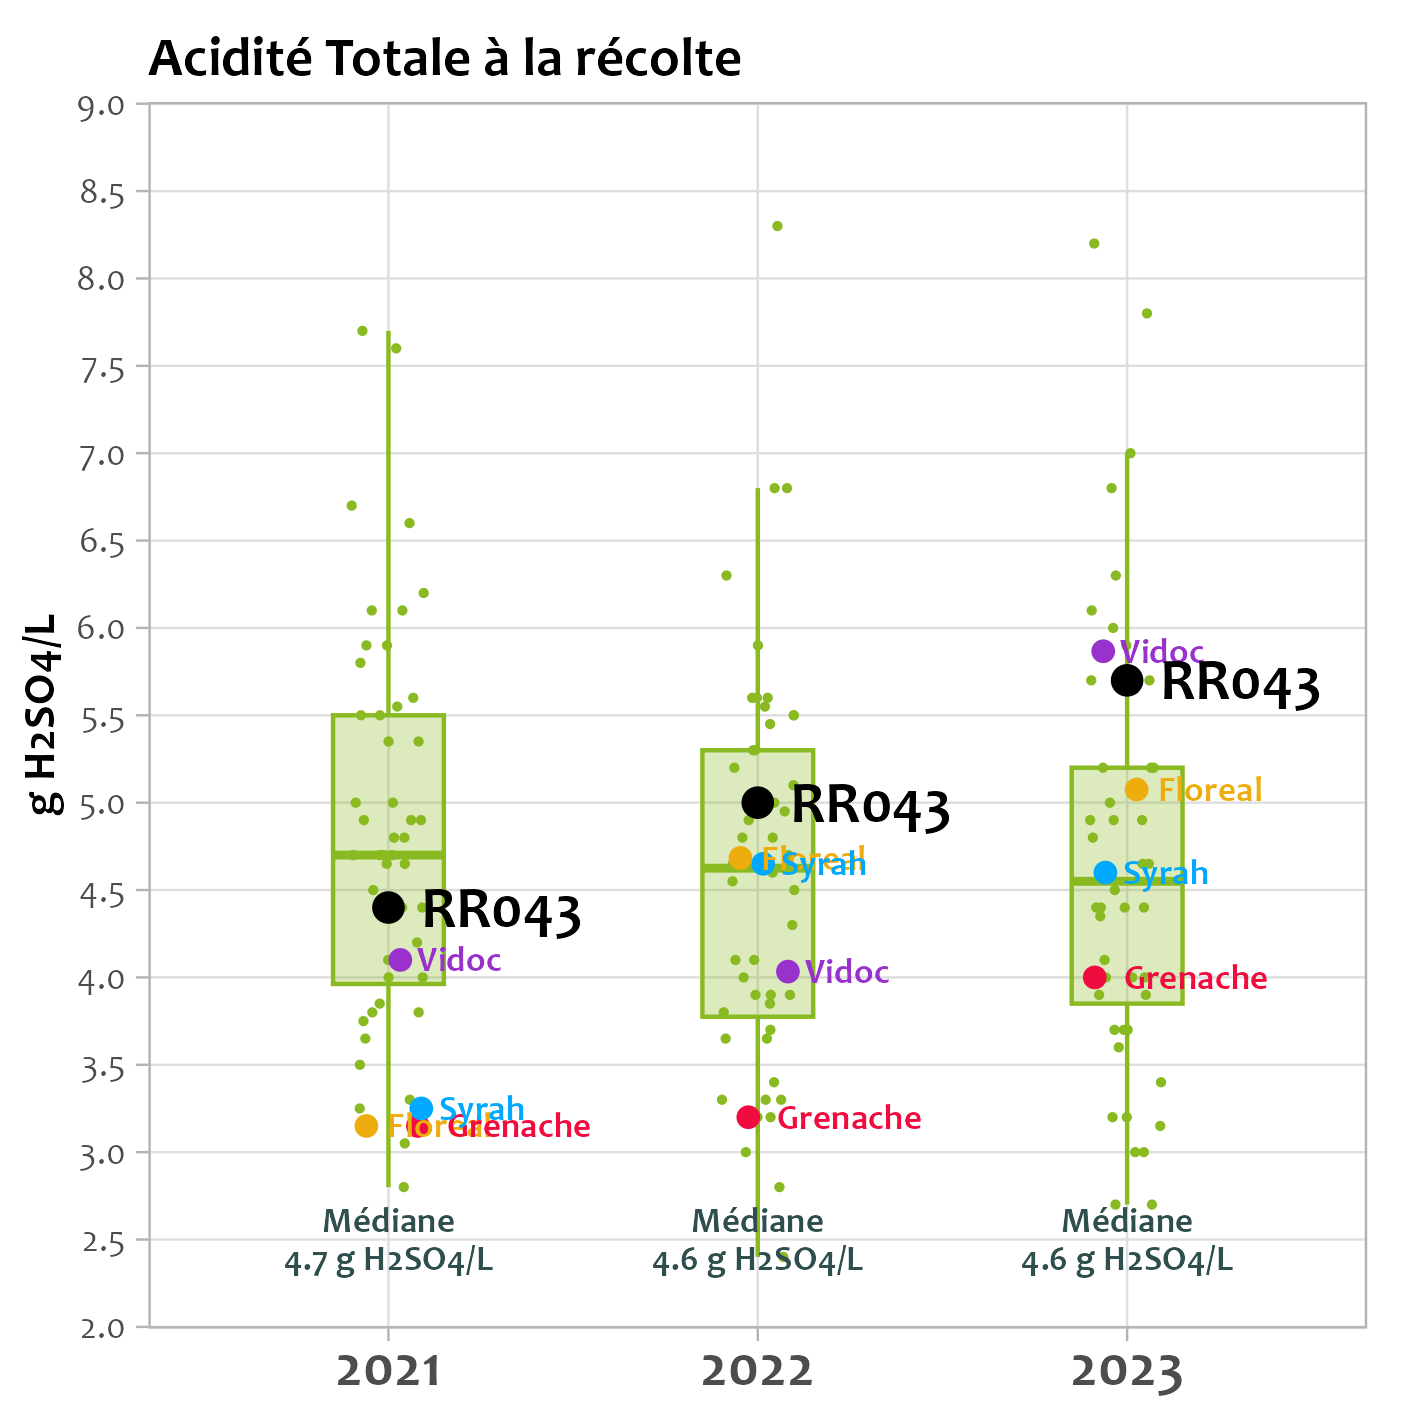 Acidité Totale à la récolte
g H2SO4/L
9.0
8.5
8.0
7.5
7.0
6.5
6.0
5.5
5.0
4.5
4.0
3.5
3.0
2.5
2.0
RR043
Vidoc
Syrah
Floreal
Grenache
Médiane
4.7 g H2SO4/L
RR043
Floreal
Syrah
Vidoc
Grenache
Médiane
4.6 g H2SO4/L
Vidoc
RR043
Floreal
Syrah
Grenache
Médiane
4.6 g H2SO4/L
2021
2022
2023